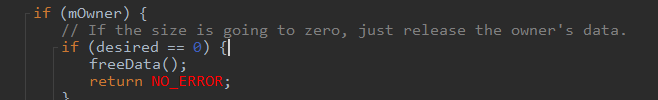 if (mOwner) {
// If the size is going to zero, just release the owner's data.
if (desired == 0) {
freeData();
return NO_ERROR;
}